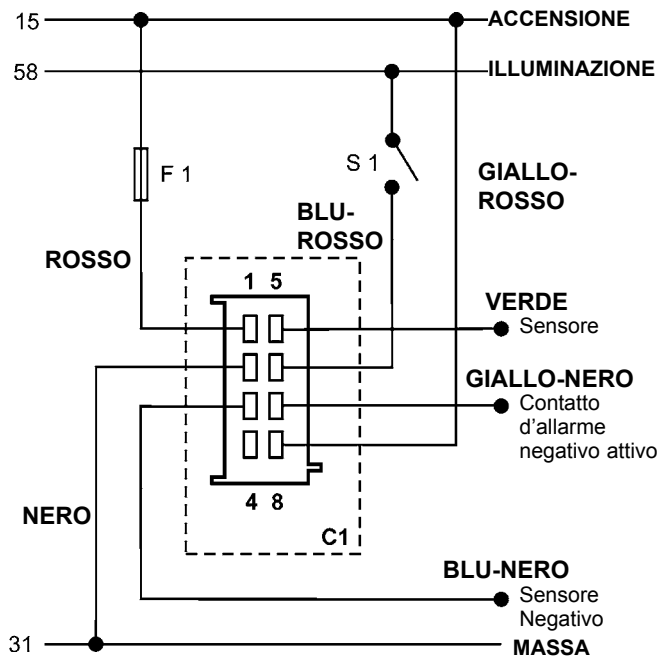 15
ACCENSIONE
58
ILLUMINAZIONE
F 1
S 1
GIALLO-
ROSSO
BLU-
ROSSO
ROSSO
1 5
VERDE
Sensore
GIALLO-NERO
Contatto
d'allarme
negativo attivo
4 8
NERO
C1
BLU-NERO
Sensore
Negativo
31
MASSA